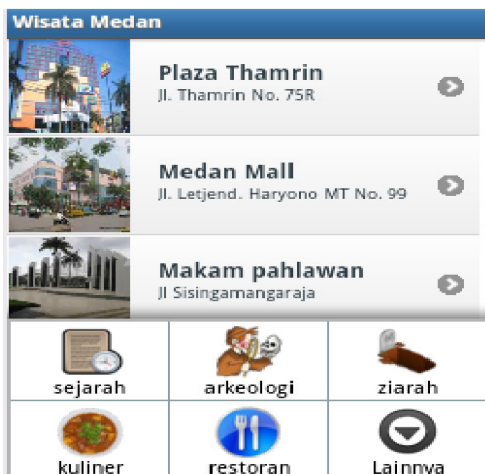 Wisata Medan
Plaza Thamrin
Jl. Thamrin No. 75R
Medan Mall
Jl. Letjend. Haryono MT No. 99
Makam pahlawan
Jl Sisingamangaraja
sejarah
arkeologi
ziarah
kuliner
restoran
Lainnya